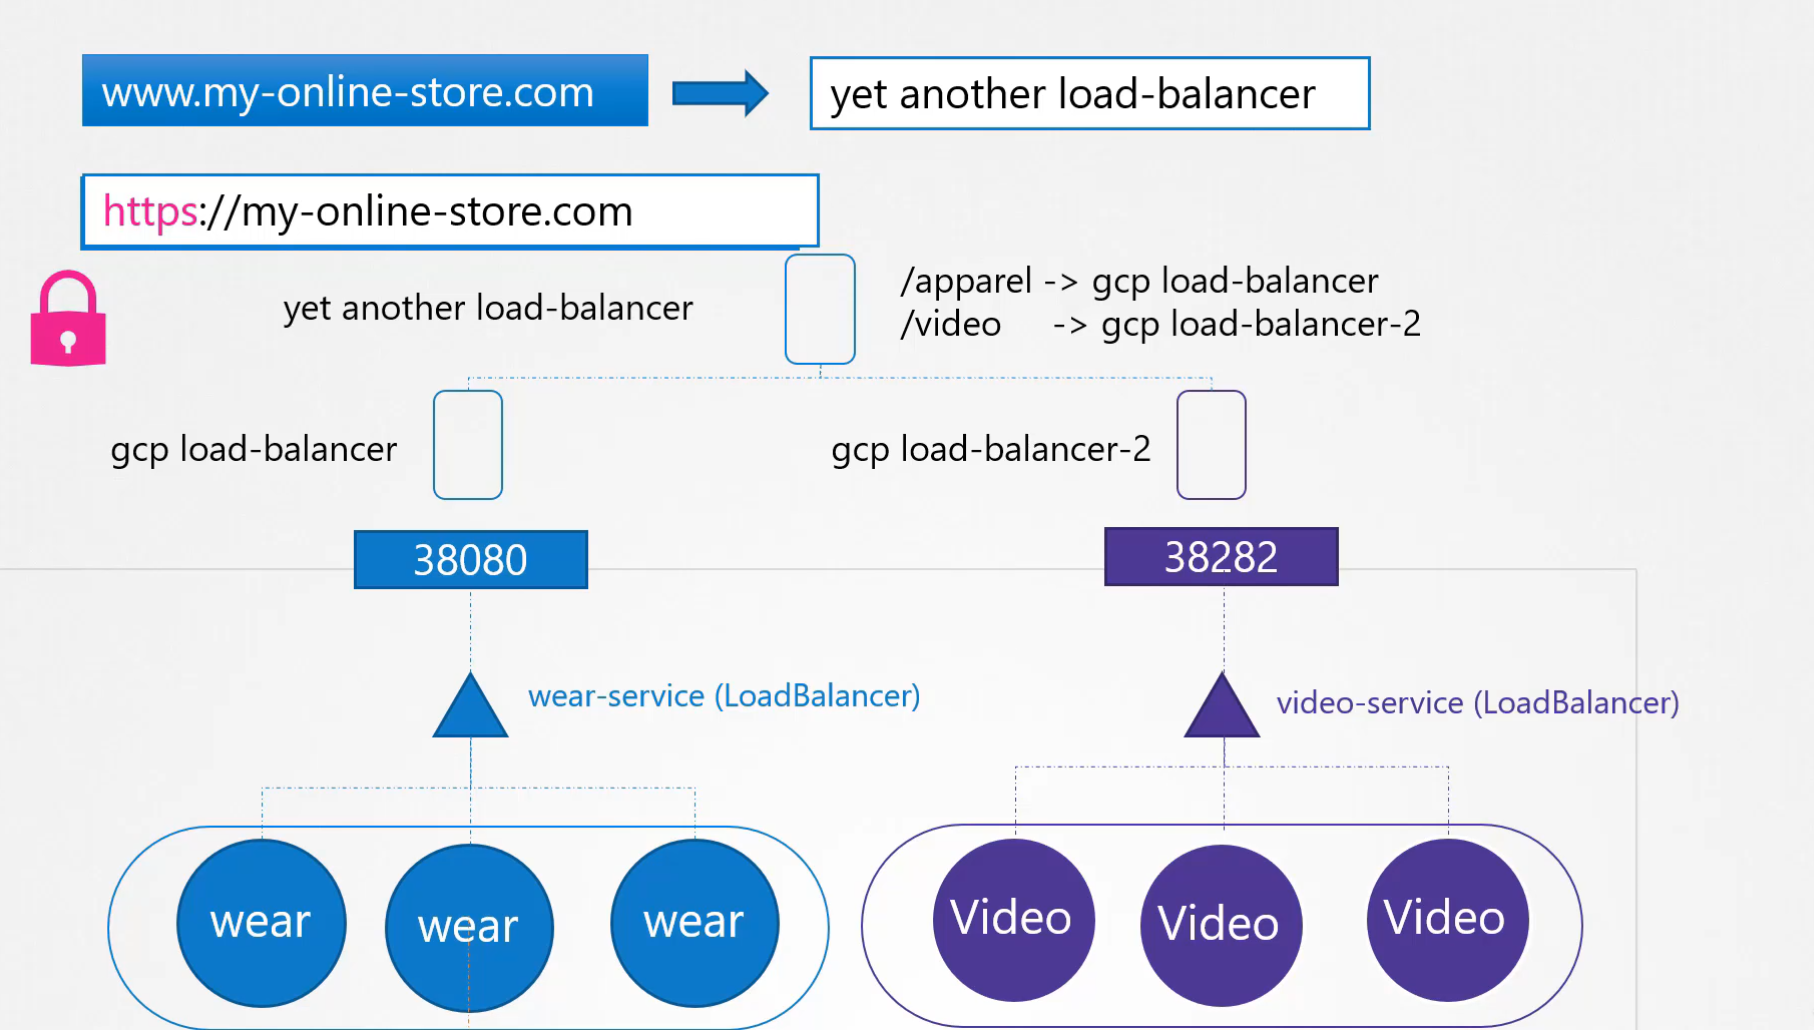 www.my-online-store.com
yet another load-balancer
https://my-online-store.com
yet another load-balancer
/apparel -> gcp load-balancer
/video -> gcp load-balancer-2
gcp load-balancer
gcp load-balancer-2
38080
38282
wear-service (LoadBalancer)
video-service (LoadBalancer)
wear
wear
wear
Video
Video
Video